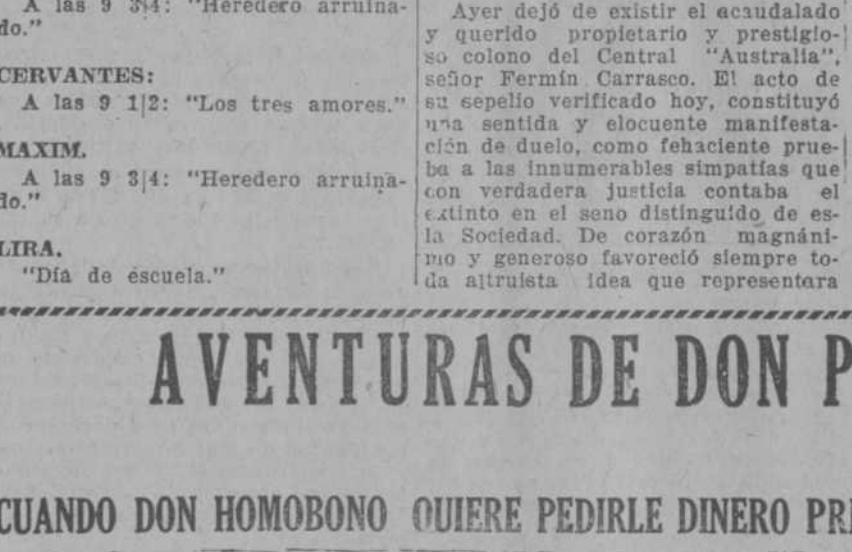 A las 9 3|4: "Heredero arruina-
do."
CERVANTES:
A las 9 1|2: "Los tres amores."
MAXIM.
A las 9 3|4: "Heredero arruina-
do."
LIRA.
"Día de escuela."
Ayer dejó de existir el acaudalado
y querido propietario y prestigio-
so colono del Central "Australia",
señor Fermín Carrasco. El acto de
su sepelio verificado hoy, constituyó
una sentida y elocuente manifesta-
ción de duelo, como fehaciente prue-
ba a las innumerables simpatías que
con verdadera justicia contaba el
extinto en el seno distinguido de es-
la Sociedad. De corazón magnáni-
mo y generoso favoreció siempre to-
da altruista idea que representara
AVENTURAS DE DON P
CUANDO DON HOMOBONO QUIERE PEDIRLE DINERO PR